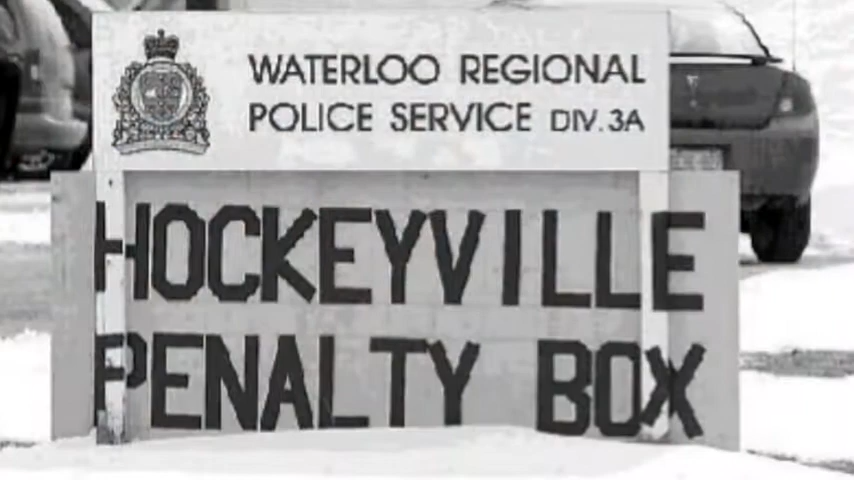 WATERLOO REGIONAL
POLICE SERVICE DIV. 3A
HOCKEYVILLE
PENALTY BOX